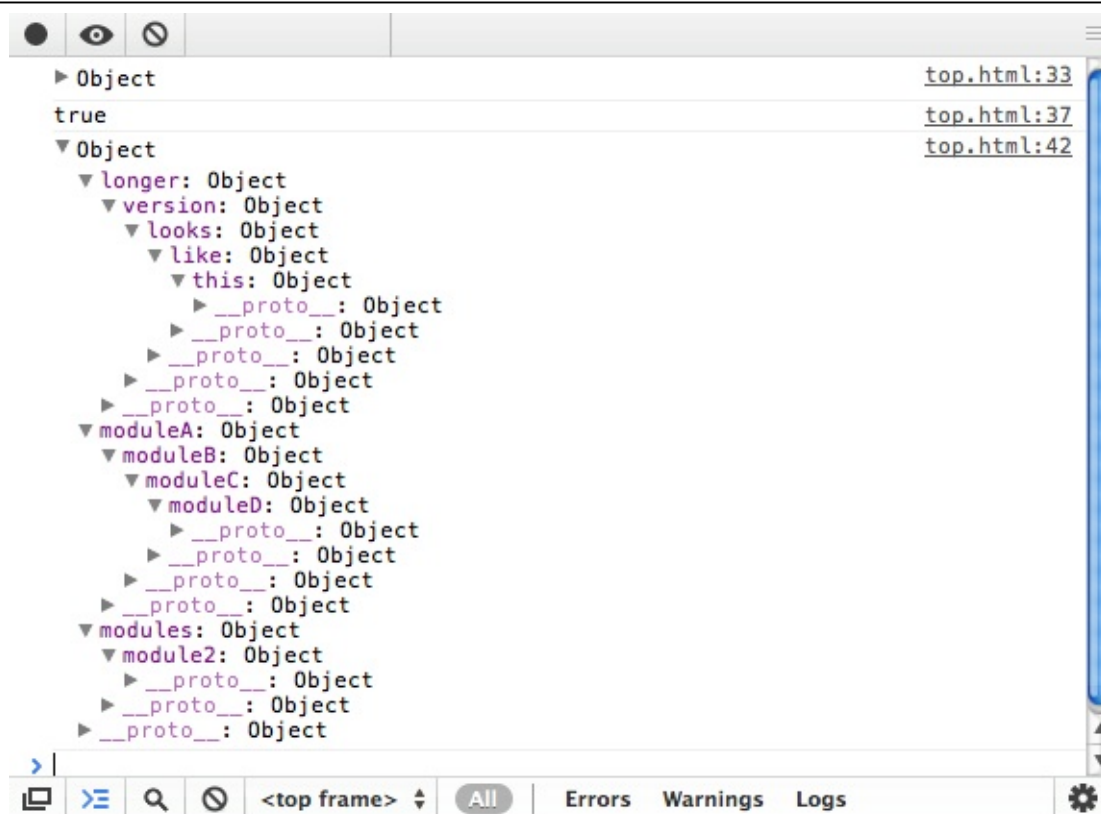 Object top.html:33
true top.html:37
Object top.html:42
longer: Object
version: Object
looks: Object
like: Object
this: Object
__proto__: Object
__proto__: Object
__proto__: Object
__proto__: Object
__proto__: Object
moduleA: Object
moduleB: Object
moduleC: Object
moduleD: Object
__proto__: Object
__proto__: Object
__proto__: Object
__proto__: Object
modules: Object
module2: Object
__proto__: Object
__proto__: Object
__proto__: Object
<top frame> All Errors Warnings Logs